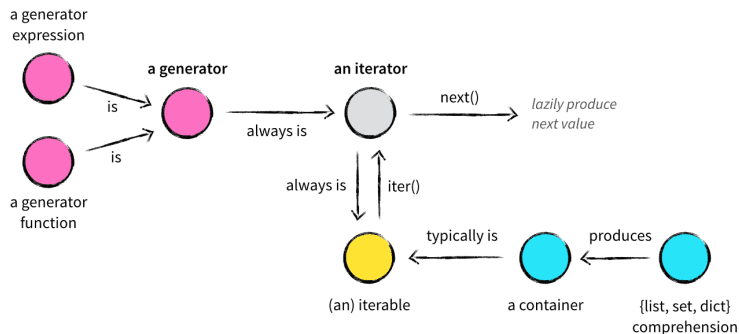 a generator
expression
a generator
an iterator
is
next()
lazily produce
next value
always is
is
a generator
function
always is
iter()
typically is
produces
(an) iterable
a container
{list, set, dict}
comprehension